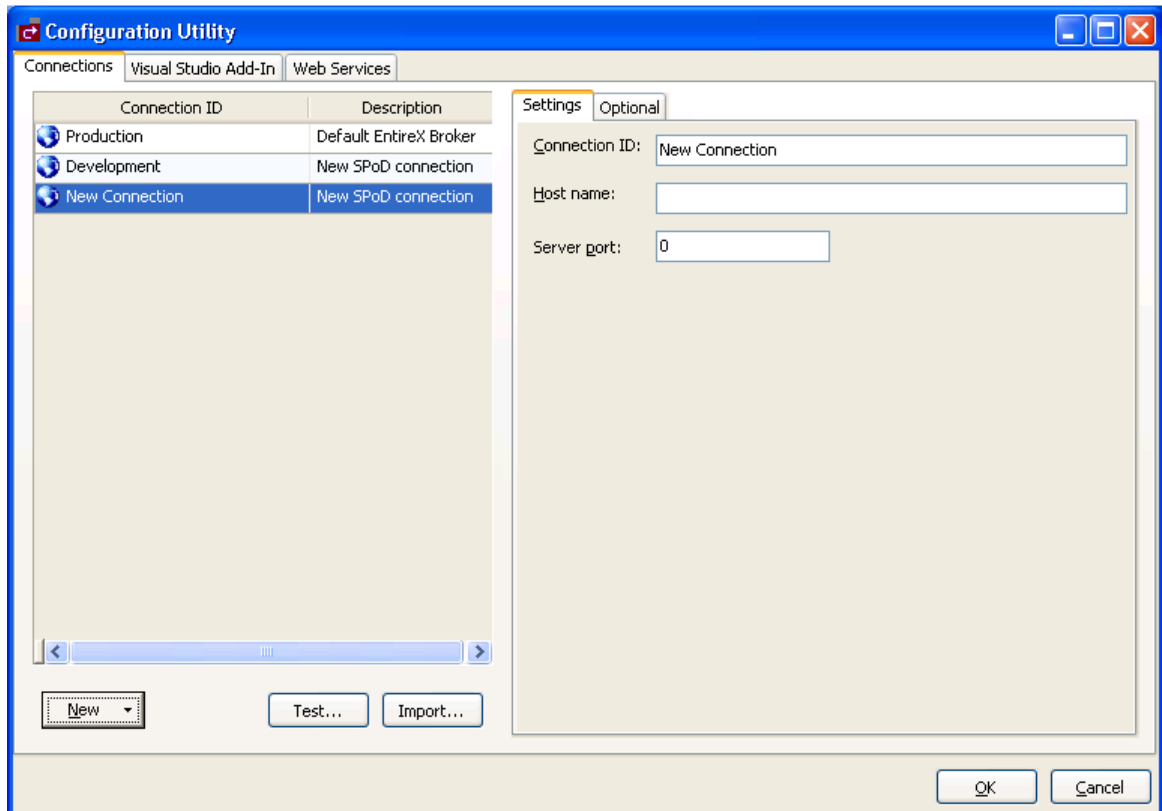 Configuration Utility
Connections Visual Studio Add-In Web Services
Connection ID Description
Production Default EntireX Broker
Development New SPoD connection
New Connection New SPoD connection
New Test... Import...
Settings Optional
Connection ID: New Connection
Host name:
Server port: 0
OK Cancel